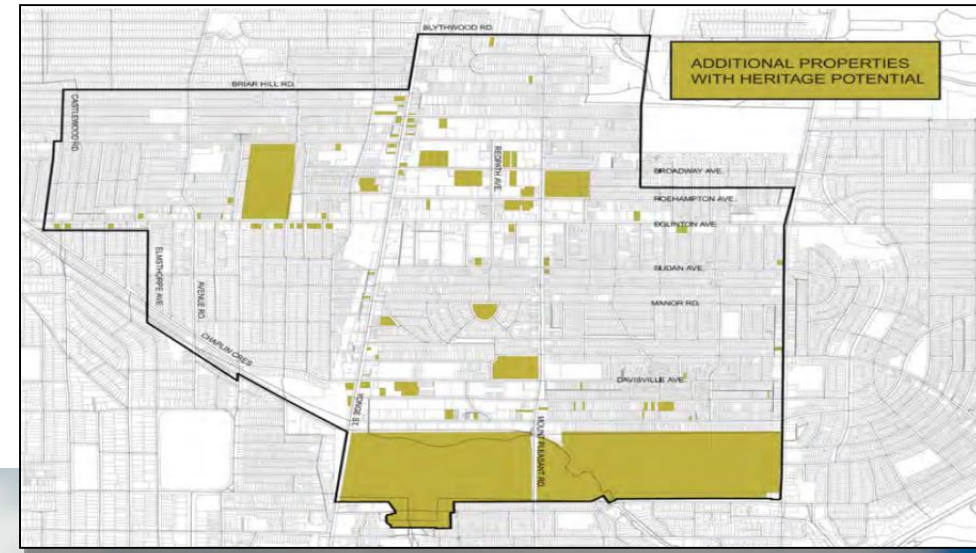 BLYTHWOOD RD.
ADDITIONAL PROPERTIES
WITH HERITAGE POTENTIAL
BRIAR HILL RD.
CASTLEWOOD RD.
REDPATH AVE.
BROADWAY AVE.
ROEHAMPTON AVE.
EGLINTON AVE.
ELMSTHORPE AVE.
AVENUE RD.
SUDAN AVE.
MANOR RD.
CHAPLIN CRES.
DAVISVILLE AVE.
YONGE ST.
MOUNT PLEASANT RD.